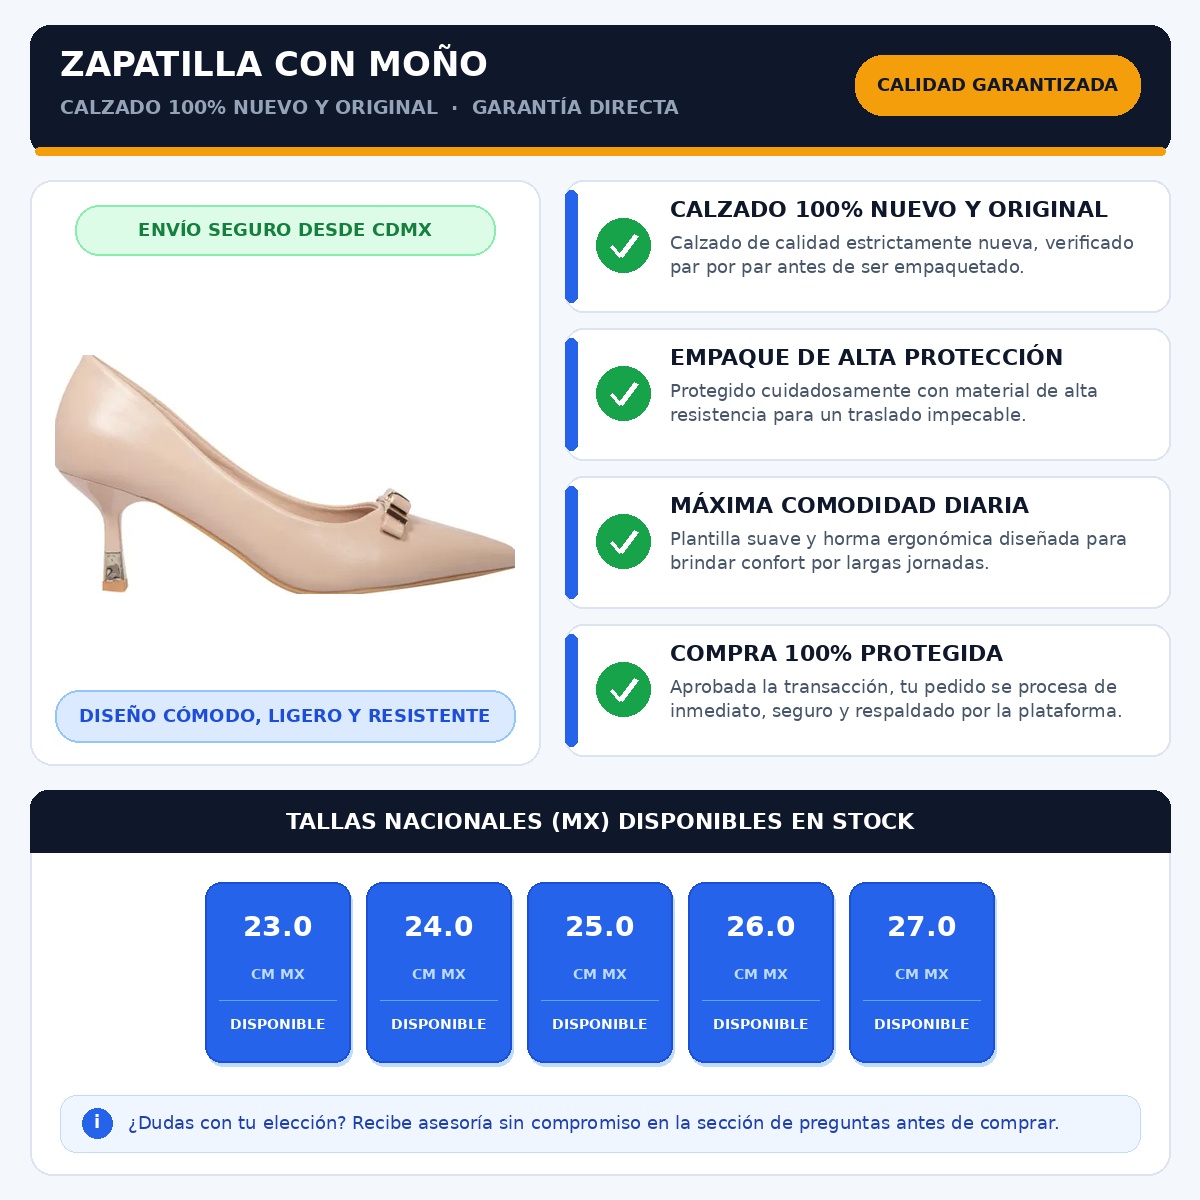 ZAPATILLA CON MOÑO
CALZADO 100% NUEVO Y ORIGINAL · GARANTÍA DIRECTA
CALIDAD GARANTIZADA
ENVÍO SEGURO DESDE CDMX
DISEÑO CÓMODO, LIGERO Y RESISTENTE
CALZADO 100% NUEVO Y ORIGINAL
Calzado de calidad estrictamente nueva, verificado
par por par antes de ser empaquetado.
EMPAQUE DE ALTA PROTECCIÓN
Protegido cuidadosamente con material de alta
resistencia para un traslado impecable.
MÁXIMA COMODIDAD DIARIA
Plantilla suave y horma ergonómica diseñada para
brindar confort por largas jornadas.
COMPRA 100% PROTEGIDA
Aprobada la transacción, tu pedido se procesa de
inmediato, seguro y respaldado por la plataforma.
TALLAS NACIONALES (MX) DISPONIBLES EN STOCK
23.0
CM MX
DISPONIBLE
24.0
CM MX
DISPONIBLE
25.0
CM MX
DISPONIBLE
26.0
CM MX
DISPONIBLE
27.0
CM MX
DISPONIBLE
i ¿Dudas con tu elección? Recibe asesoría sin compromiso en la sección de preguntas antes de comprar.